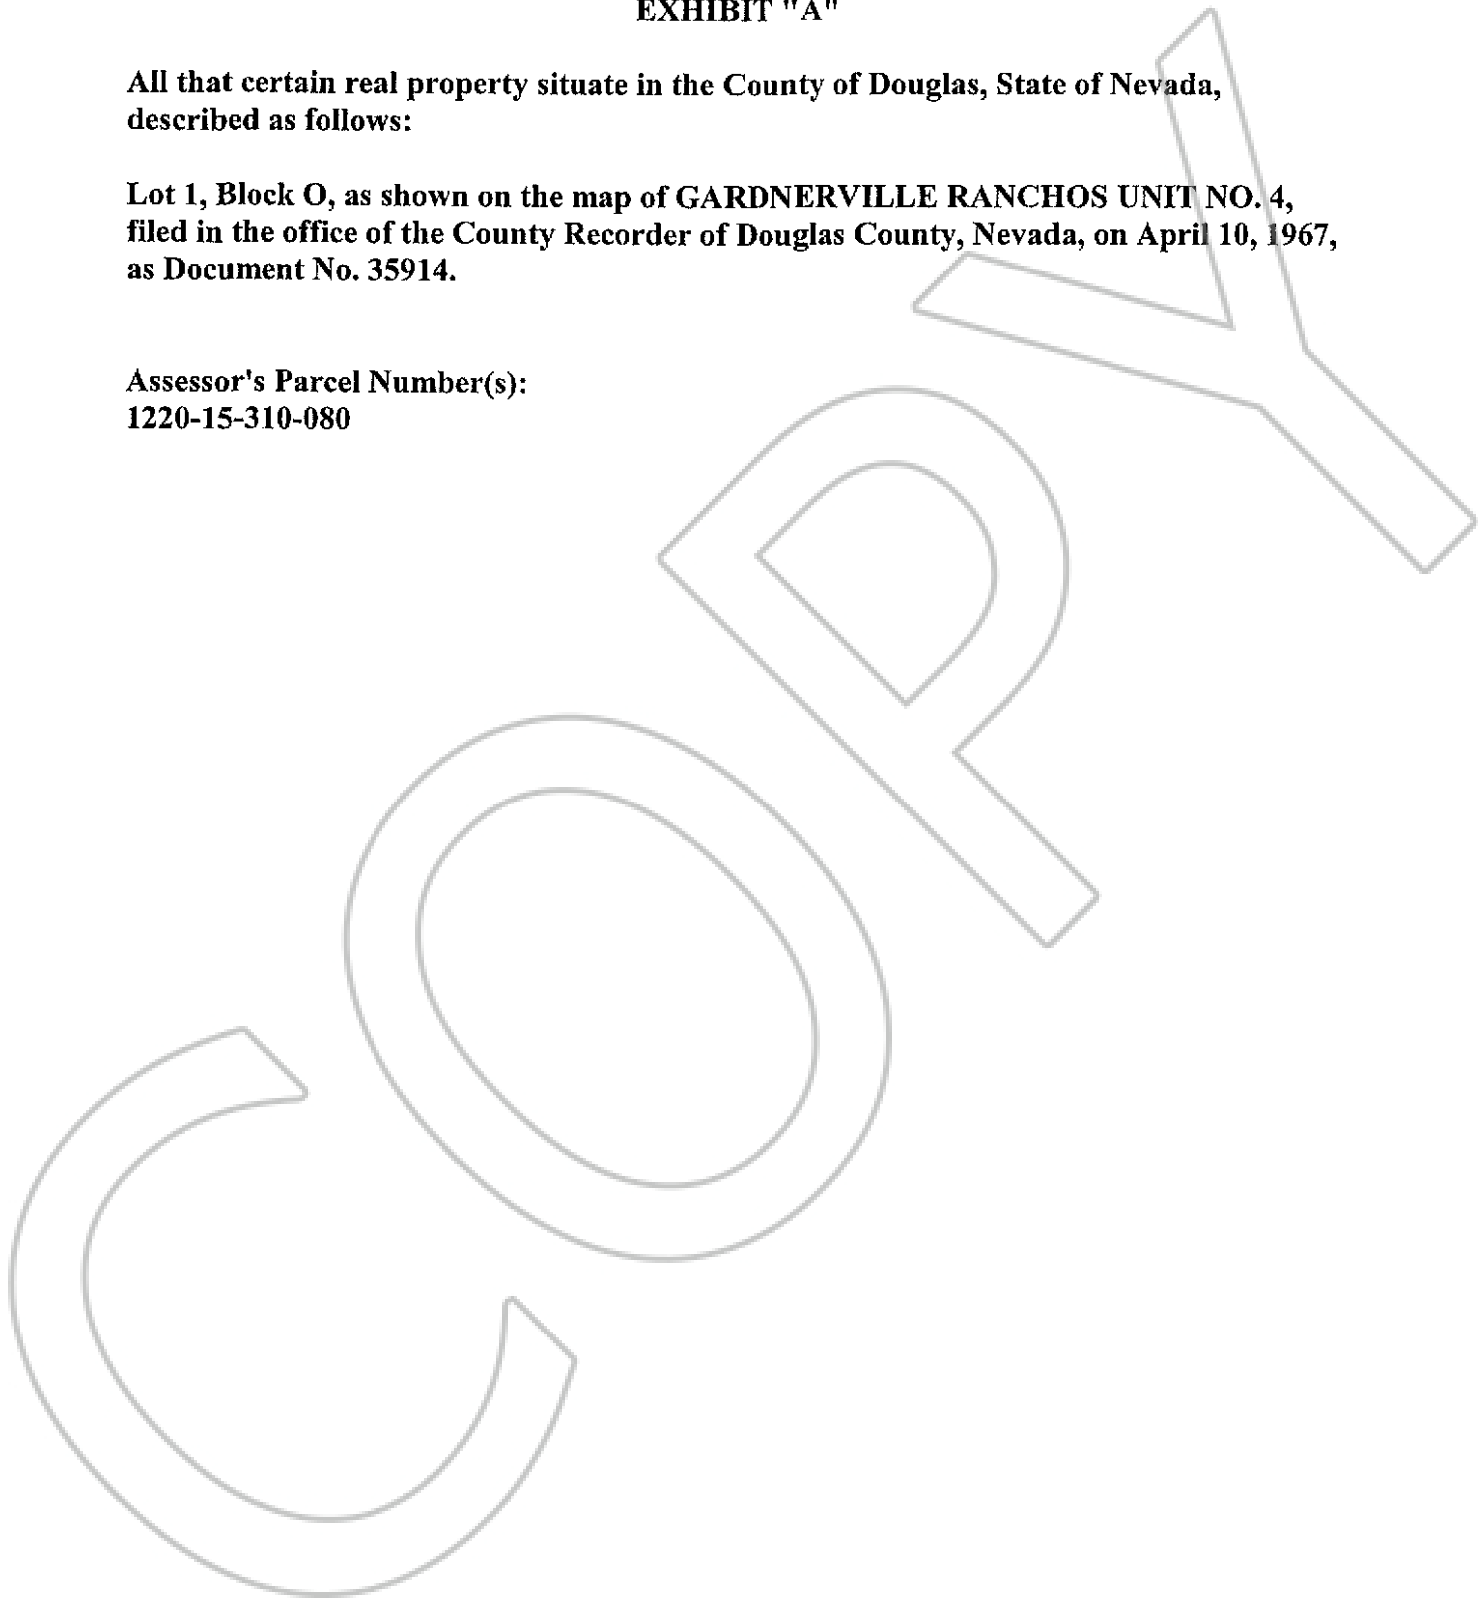 EXHIBIT "A"
All that certain real property situate in the County of Douglas, State of Nevada,
described as follows:
Lot 1, Block O, as shown on the map of GARDNERVILLE RANCHOS UNIT NO. 4,
filed in the office of the County Recorder of Douglas County, Nevada, on April 10, 1967,
as Document No. 35914.
Assessor's Parcel Number(s):
1220-15-310-080
COPY